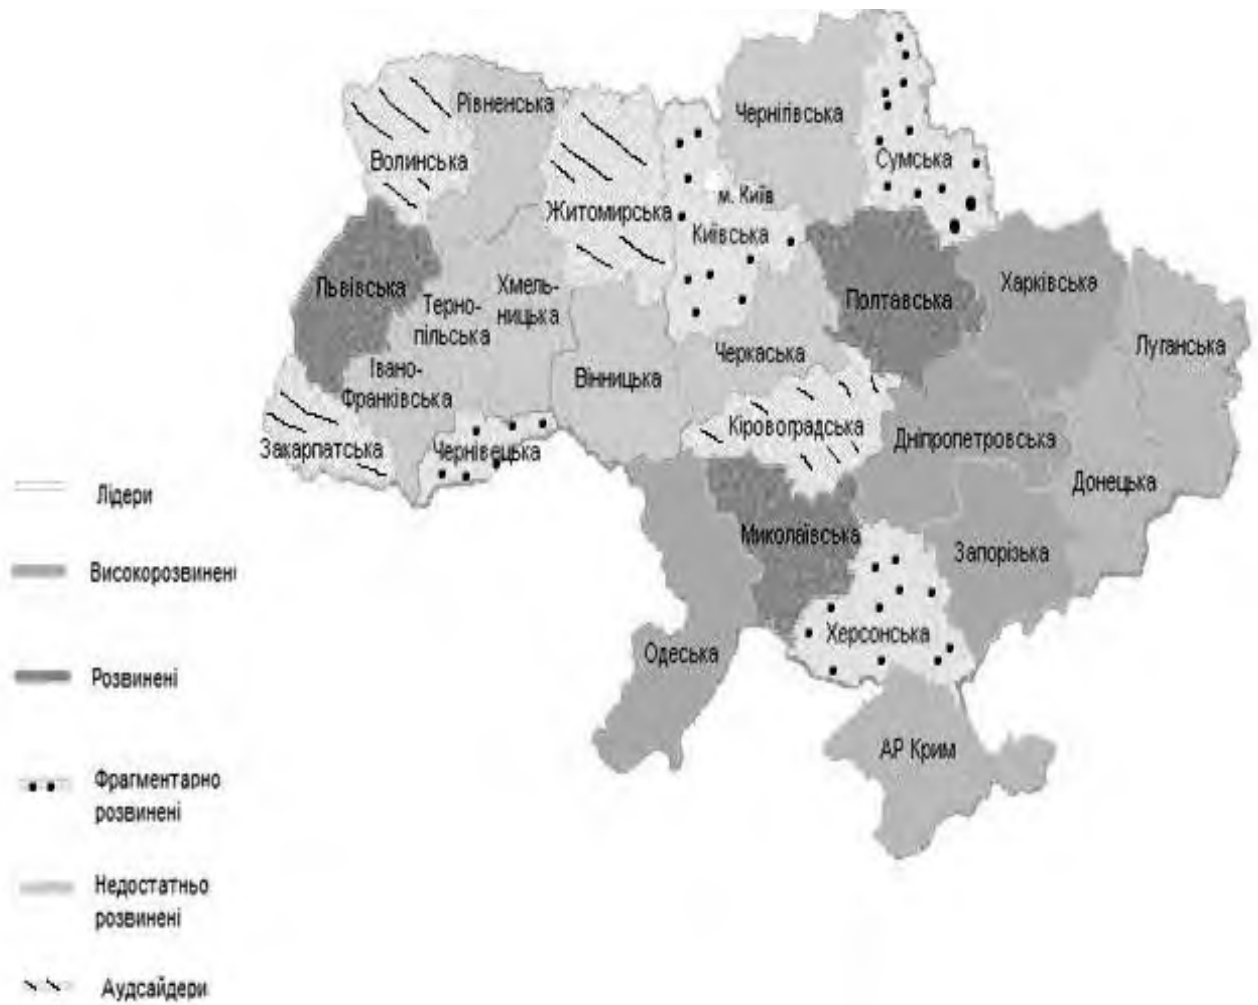 Рівненська
Чернігівська
Волинська
Сумська
м. Київ
Житомирська
Київська
Львівська
Хмель-
ницька
Терно-
пільська
Полтавська
Харківська
Луганська
Івано-
Франківська
Вінницька
Черкаська
Закарпатська
Чернівецька
Кіровоградська
Дніпропетровська
Донецька
Миколаївська
Запорізька
Херсонська
Одеська
АР Крим
Лідери
Високорозвинені
Розвинені
Фрагментарно
розвинені
Недостатньо
розвинені
Аудсайдери